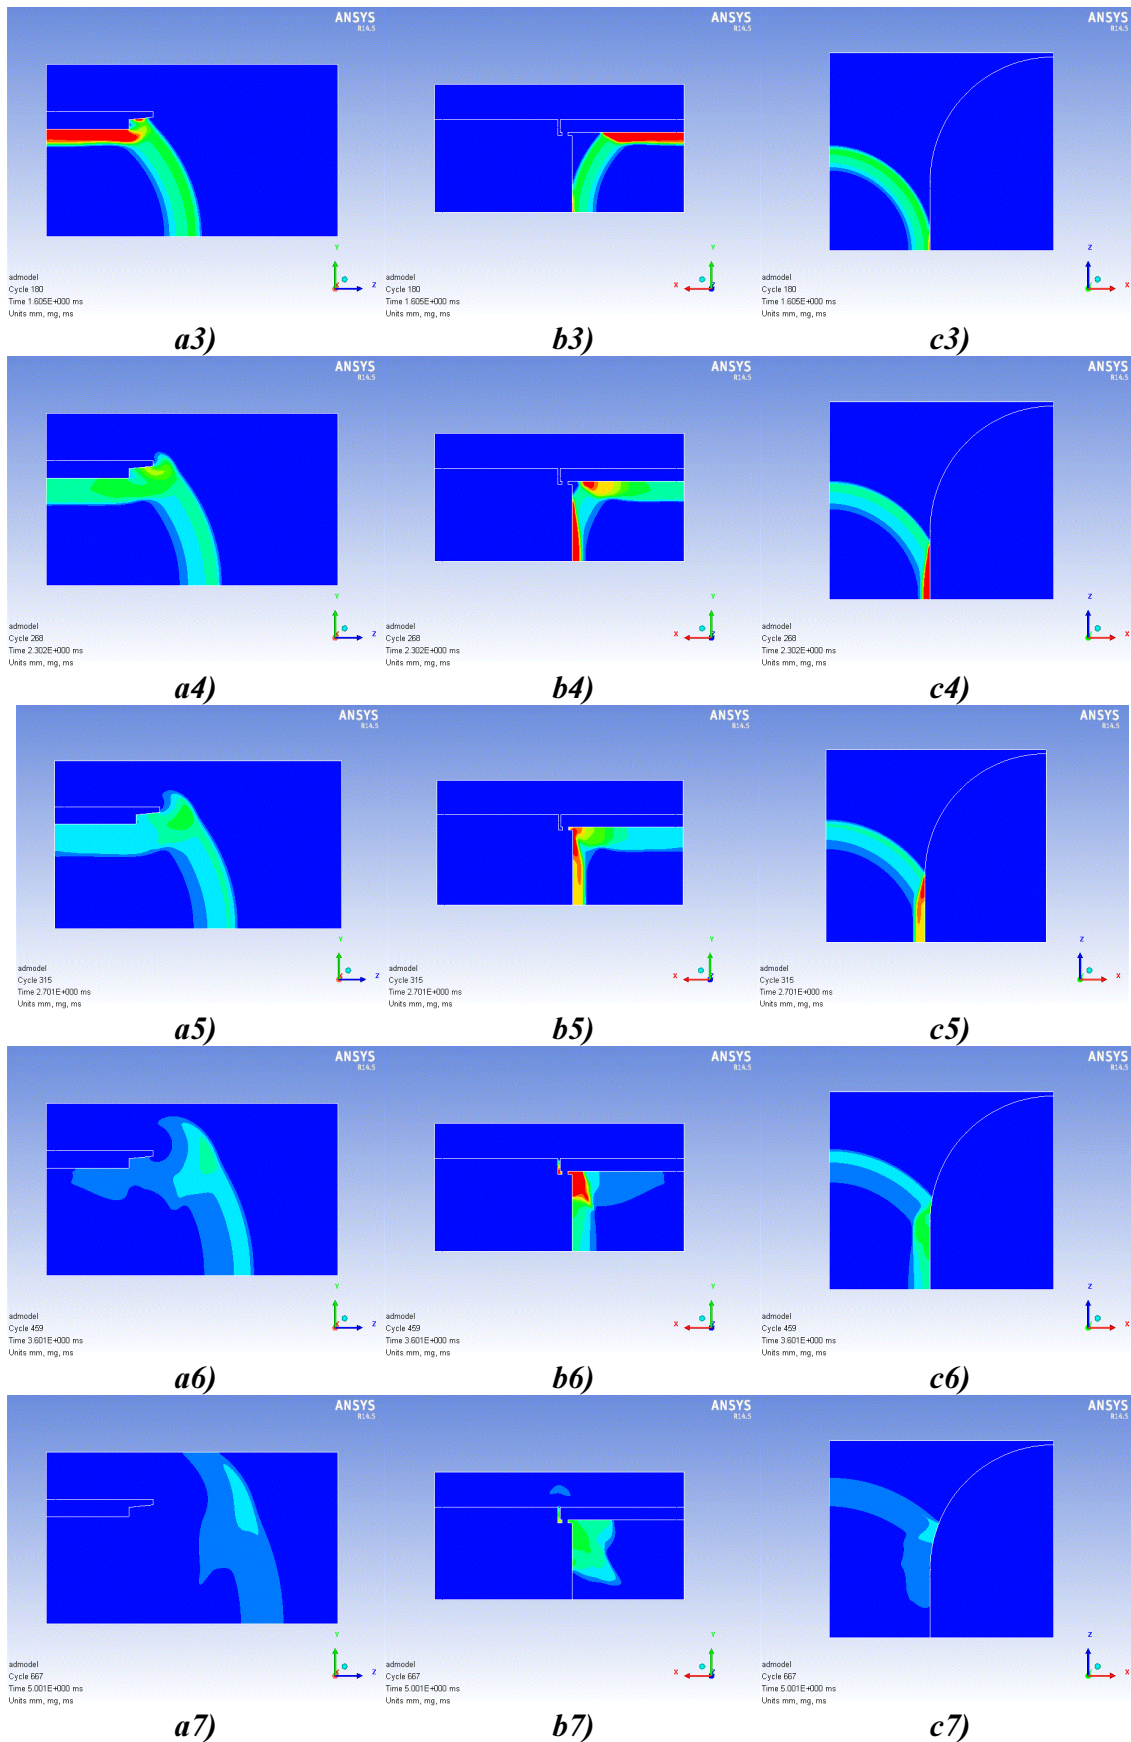 ANSYS
R14.5
Y
Z
admodel
Cycle 180
Time 1.605E+000 ms
Units mm, mg, ms
a3)
ANSYS
R14.5
Y
X
admodel
Cycle 180
Time 1.605E+000 ms
Units mm, mg, ms
b3)
ANSYS
R14.5
Z
X
admodel
Cycle 180
Time 1.605E+000 ms
Units mm, mg, ms
c3)
ANSYS
R14.5
Y
Z
admodel
Cycle 268
Time 2.302E+000 ms
Units mm, mg, ms
a4)
ANSYS
R14.5
Y
X
admodel
Cycle 268
Time 2.302E+000 ms
Units mm, mg, ms
b4)
ANSYS
R14.5
Z
X
admodel
Cycle 268
Time 2.302E+000 ms
Units mm, mg, ms
c4)
ANSYS
R14.5
Y
Z
admodel
Cycle 315
Time 2.701E+000 ms
Units mm, mg, ms
a5)
ANSYS
R14.5
Y
X
admodel
Cycle 315
Time 2.701E+000 ms
Units mm, mg, ms
b5)
ANSYS
R14.5
Z
X
admodel
Cycle 315
Time 2.701E+000 ms
Units mm, mg, ms
c5)
ANSYS
R14.5
Y
Z
admodel
Cycle 459
Time 3.601E+000 ms
Units mm, mg, ms
a6)
ANSYS
R14.5
Y
X
admodel
Cycle 459
Time 3.601E+000 ms
Units mm, mg, ms
b6)
ANSYS
R14.5
Z
X
admodel
Cycle 459
Time 3.601E+000 ms
Units mm, mg, ms
c6)
ANSYS
R14.5
Y
Z
admodel
Cycle 667
Time 5.001E+000 ms
Units mm, mg, ms
a7)
ANSYS
R14.5
Y
X
admodel
Cycle 667
Time 5.001E+000 ms
Units mm, mg, ms
b7)
ANSYS
R14.5
Z
X
admodel
Cycle 667
Time 5.001E+000 ms
Units mm, mg, ms
c7)